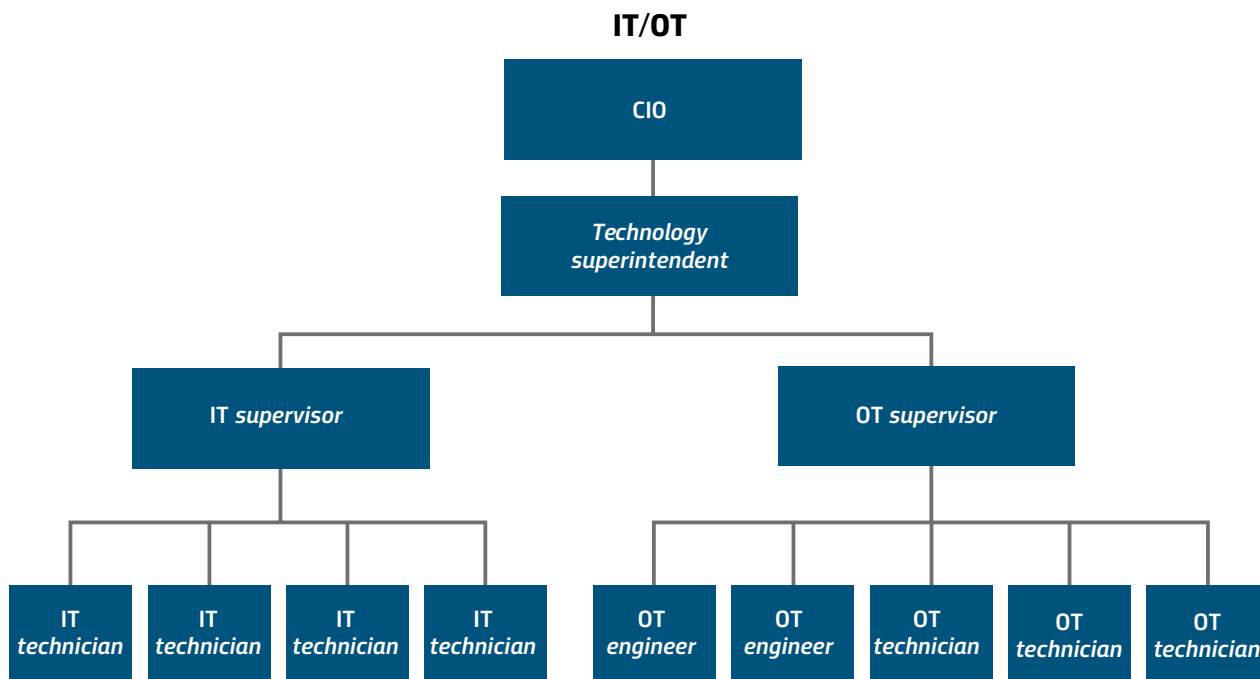 IT/OT
CIO
Technology
superintendent
IT supervisor
OT supervisor
IT
technician
IT
technician
IT
technician
IT
technician
OT
engineer
OT
engineer
OT
technician
OT
technician
OT
technician